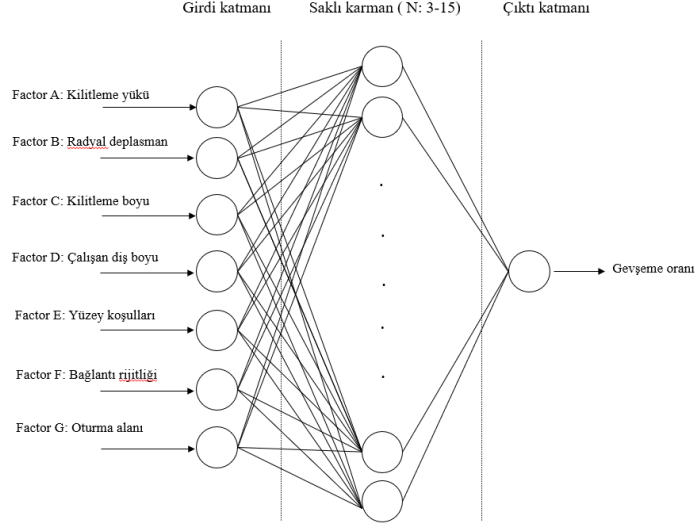 Girdi katmanı
Saklı karman ( N: 3-15)
Çıktı katmanı
Factor A: Kilitleme yükü
Factor B: Radyal deplasman
Factor C: Kilitleme boyu
Factor D: Çalışan diş boyu
Factor E: Yüzey koşulları
Factor F: Bağlantı rijitliği
Factor G: Oturma alanı
Gevşeme oranı